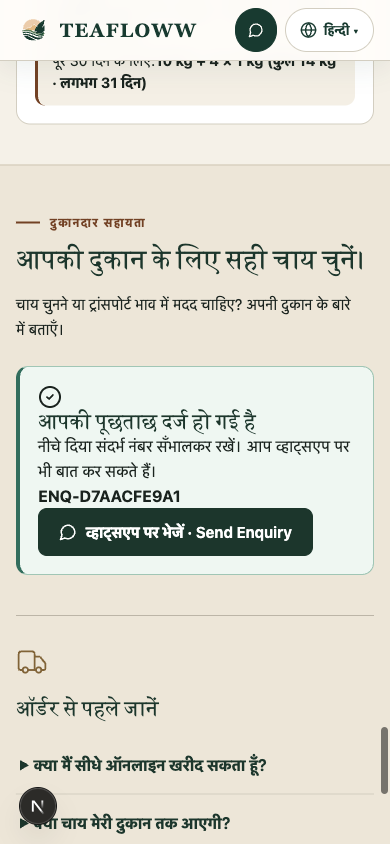 TEAFLOWW
हिन्दी
पूरे 30 दिन के लिए: 10 kg + 4 × 1 kg (कुल 14 kg
· लगभग 31 दिन)
दुकानदार सहायता
आपकी दुकान के लिए सही चाय चुनें।
चाय चुनने या ट्रांसपोर्ट भाव में मदद चाहिए? अपनी दुकान के बारे
में बताएँ।
आपकी पूछताछ दर्ज हो गई है
नीचे दिया संदर्भ नंबर सँभालकर रखें। आप व्हाट्सएप पर
भी बात कर सकते हैं।
ENQ-D7AACFE9A1
व्हाट्सएप पर भेजें · Send Enquiry
ऑर्डर से पहले जानें
क्या मैं सीधे ऑनलाइन खरीद सकता हूँ?
N
क्या चाय मेरी दुकान तक आएगी?